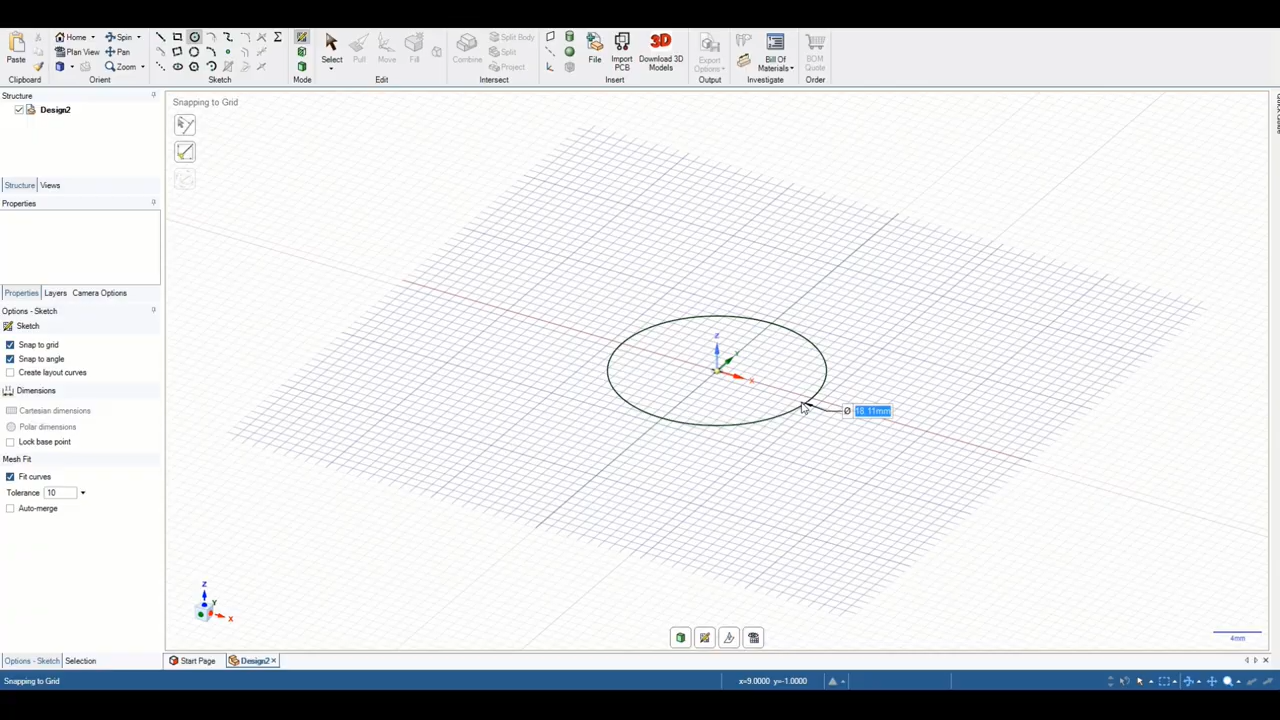 Home Spin
Plan View Pan
Zoom
Paste
Split Body
Split
Project
Select Pull Move Fill Combine File Import PCB Download 3D Models Export Options Bill Of Materials BOM Quote
Clipboard Orient Sketch Mode Edit Intersect Insert Output Investigate Order
Structure
Design2
Snapping to Grid
Structure Views
Properties
Properties Layers Camera Options
Options - Sketch
Sketch
Snap to grid
Snap to angle
Create layout curves
Dimensions
Cartesian dimensions
Polar dimensions
Lock base point
Mesh Fit
Fit curves
Tolerance 10
Auto-merge
Z
Y
X
Ø 18.11mm
Z
Y
X
4mm
Options - Sketch Selection Start Page Design2
Snapping to Grid x=9.0000 y=-1.0000